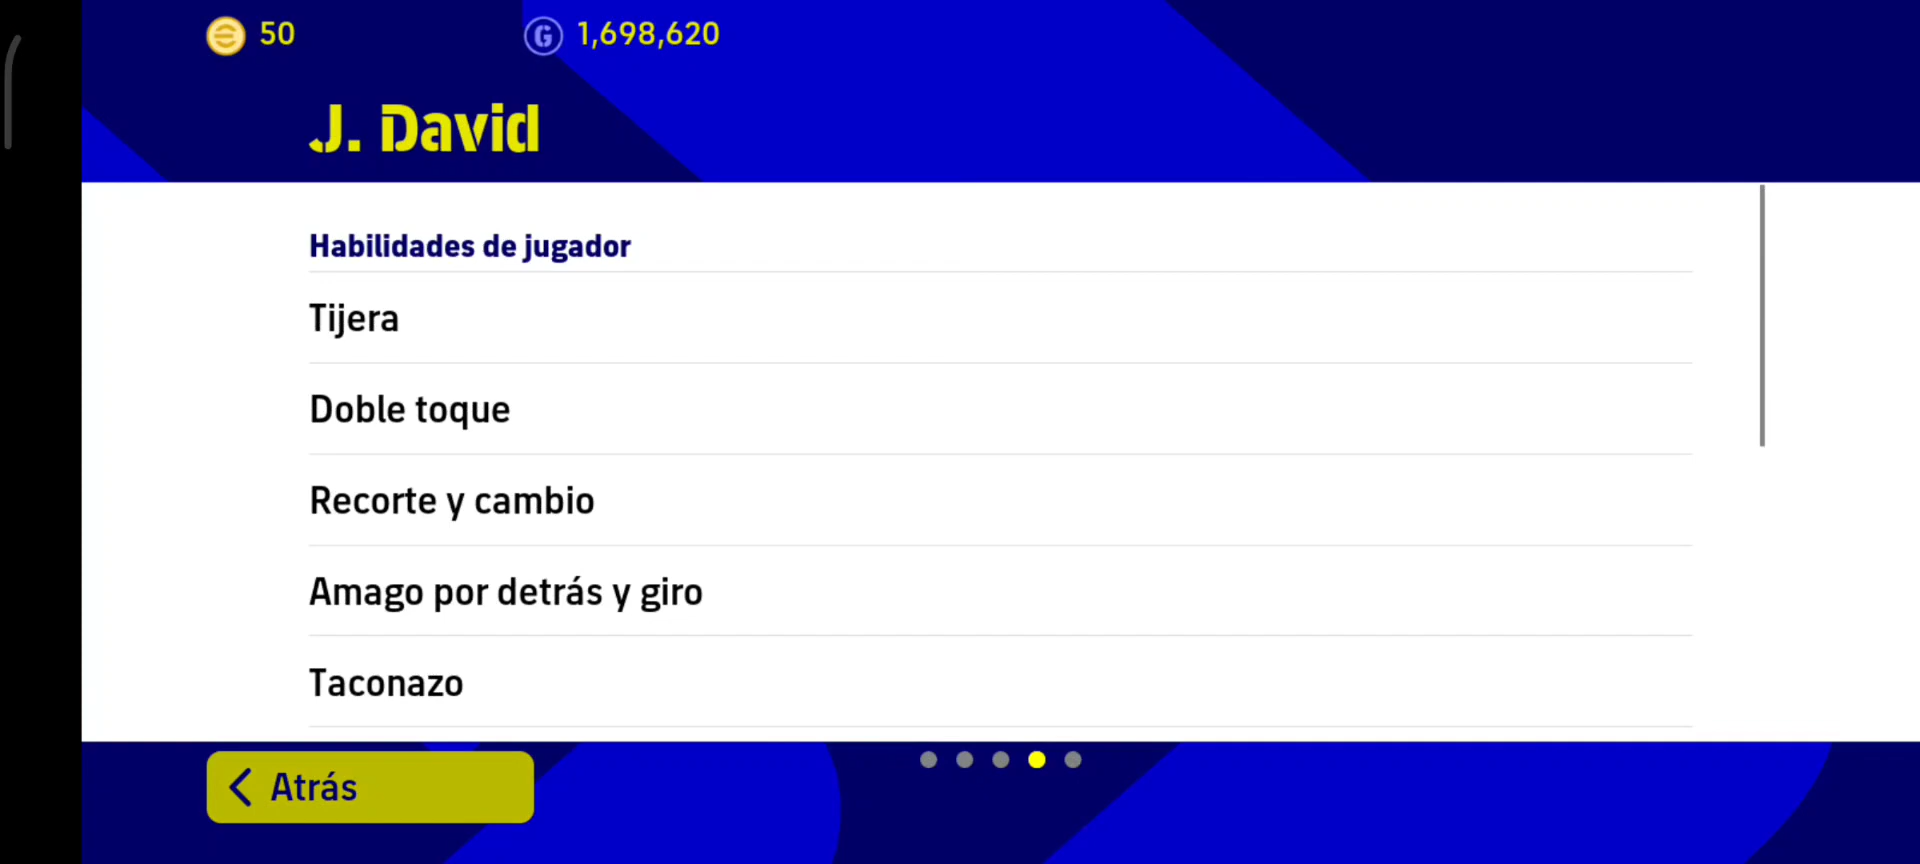 50
1,698,620
J. David
Habilidades de jugador
Tijera
Doble toque
Recorte y cambio
Amago por detrás y giro
Taconazo
Atrás